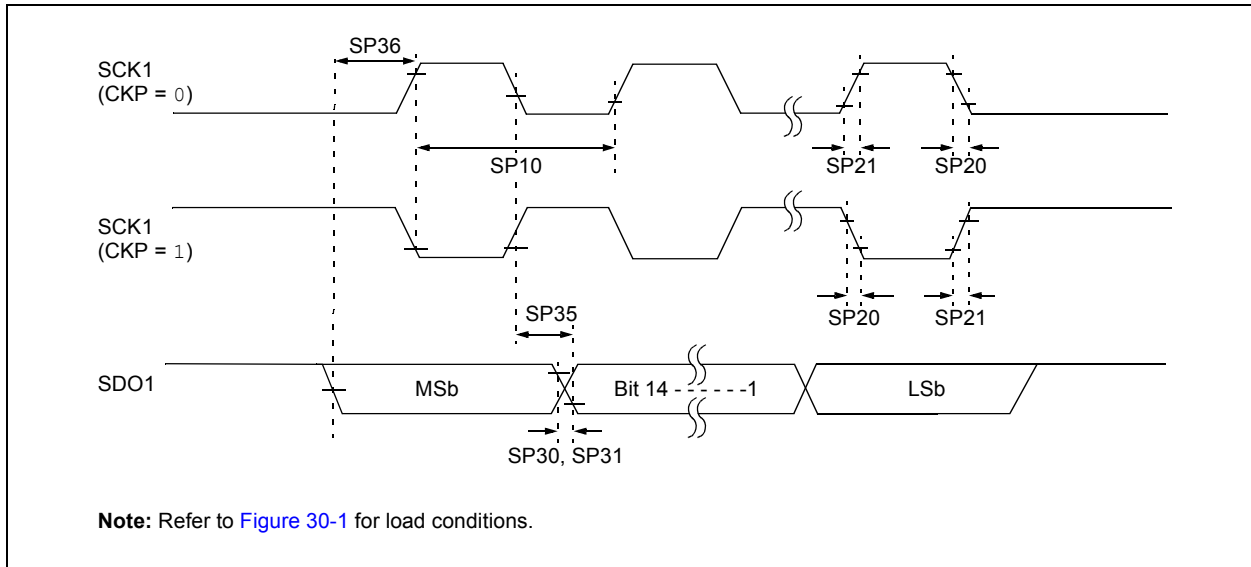 SP36
SCK1
(CKP = 0)
SP10
SP21
SP20
SCK1
(CKP = 1)
SP35
SP20
SP21
SDO1
MSb
Bit 14 - - - - - - -1
LSb
SP30, SP31
Note: Refer to Figure 30-1 for load conditions.